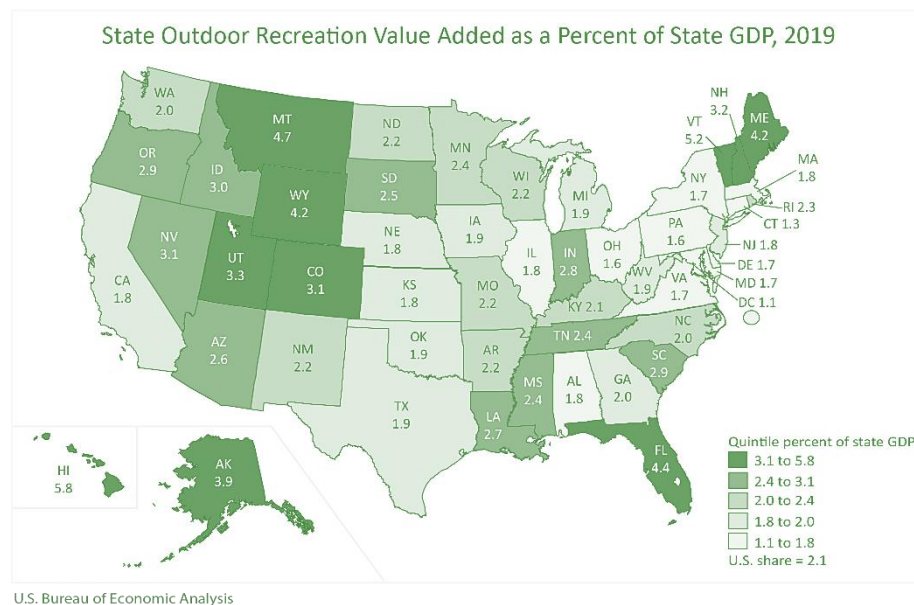 State Outdoor Recreation Value Added as a Percent of State GDP, 2019
WA
2.0
MT
4.7
ND
2.2
MN
2.4
OR
2.9
ID
3.0
WY
4.2
SD
2.5
WI
2.2
MI
1.9
NH
3.2
VT
5.2
ME
4.2
NY
1.7
MA
1.8
RI 2.3
CT 1.3
NJ 1.8
DE 1.7
MD 1.7
DC 1.1
PA
1.6
NV
3.1
UT
3.3
CO
3.1
NE
1.8
IA
1.9
IL
1.8
IN
2.8
OH
1.6
WV
1.9
VA
1.7
CA
1.8
KS
1.8
MO
2.2
KY 2.1
NC
2.0
AZ
2.6
NM
2.2
OK
1.9
AR
2.2
TN 2.4
SC
2.9
TX
1.9
LA
2.7
MS
2.4
AL
1.8
GA
2.0
FL
4.4
HI
5.8
AK
3.9
Quintile percent of state GDP
3.1 to 5.8
2.4 to 3.1
2.0 to 2.4
1.8 to 2.0
1.1 to 1.8
U.S. share = 2.1
U.S. Bureau of Economic Analysis